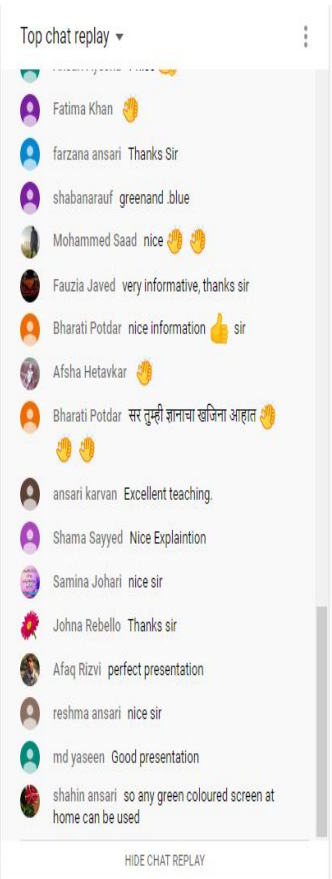 Top chat replay
Fatima Khan 👋
farzana ansari Thanks Sir
shabanarauf greenand .blue
Mohammed Saad nice 👋 👋
Fauzia Javed very informative, thanks sir
Bharati Potdar nice information 👍 sir
Afsha Hetavkar 👋
Bharati Potdar सर तुम्ही ज्ञानाचा खजिना आहात 👋
👋 👋
ansari karvan Excellent teaching.
Shama Sayyed Nice Explaintion
Samina Johari nice sir
Johna Rebello Thanks sir
Afaq Rizvi perfect presentation
reshma ansari nice sir
md yaseen Good presentation
shahin ansari so any green coloured screen at
home can be used
HIDE CHAT REPLAY